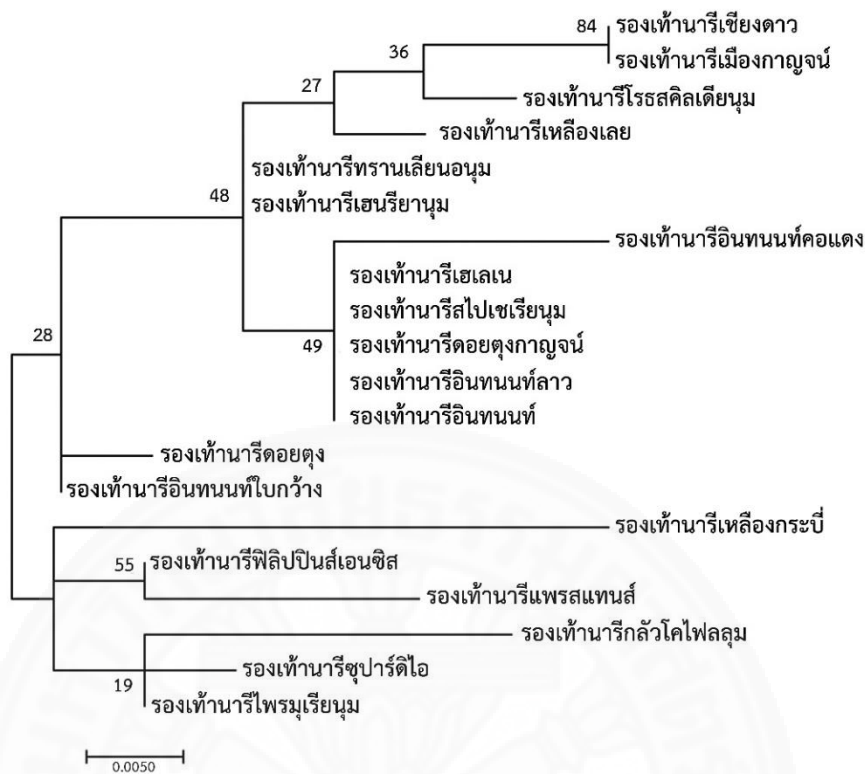 84
รองเท้านารีเชียงดาว
รองเท้านารีเมืองกาญจน์
36
รองเท้านารีโรธสคิลเดียนุม
27
รองเท้านารีเหลืองเลย
รองเท้านารีทรานเลียนอนุม
48
รองเท้านารีเฮนรียานุม
รองเท้านารีอินทนนท์คอแดง
รองเท้านารีเฮเลเน
รองเท้านารีสไปเชเรียนุม
28
49
รองเท้านารีดอยตุงกาญจน์
รองเท้านารีอินทนนท์ลาว
รองเท้านารีอินทนนท์
รองเท้านารีดอยตุง
รองเท้านารีอินทนนท์ใบกว้าง
รองเท้านารีเหลืองกระบี่
55
รองเท้านารีฟิลิปปินส์เอนซิส
รองเท้านารีแพรสแทนส์
รองเท้านารีกลัวโคไฟลลุม
รองเท้านารีซุปาร์ดิไอ
19
รองเท้านารีไพรมุเรียนุม
0.0050